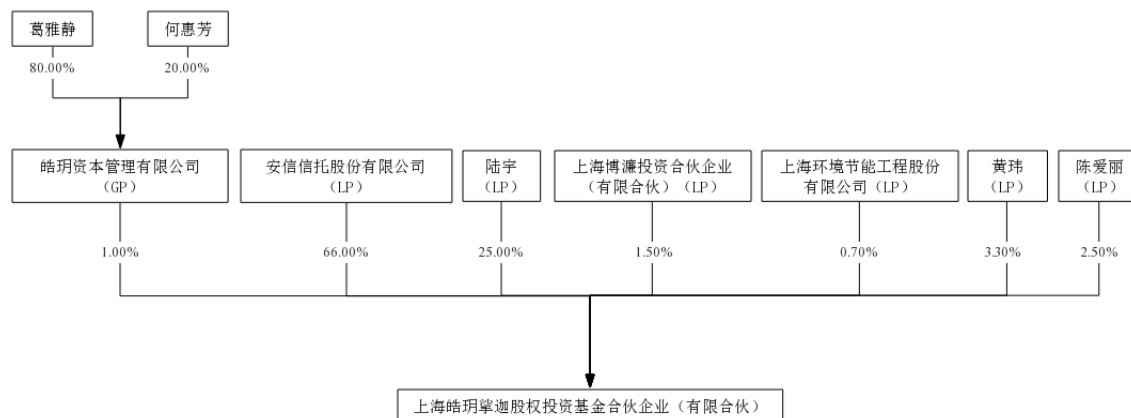 葛雅静
何惠芳
80.00%
20.00%
皓玥资本管理有限公司
（GP）
安信信托股份有限公司
（LP）
陆宇
（LP）
上海博濂投资合伙企业
（有限合伙）（LP）
上海环境节能工程股份
有限公司（LP）
黄玮
（LP）
陈爱丽
（LP）
1.00%
66.00%
25.00%
1.50%
0.70%
3.30%
2.50%
上海皓玥挲迦股权投资基金合伙企业（有限合伙）